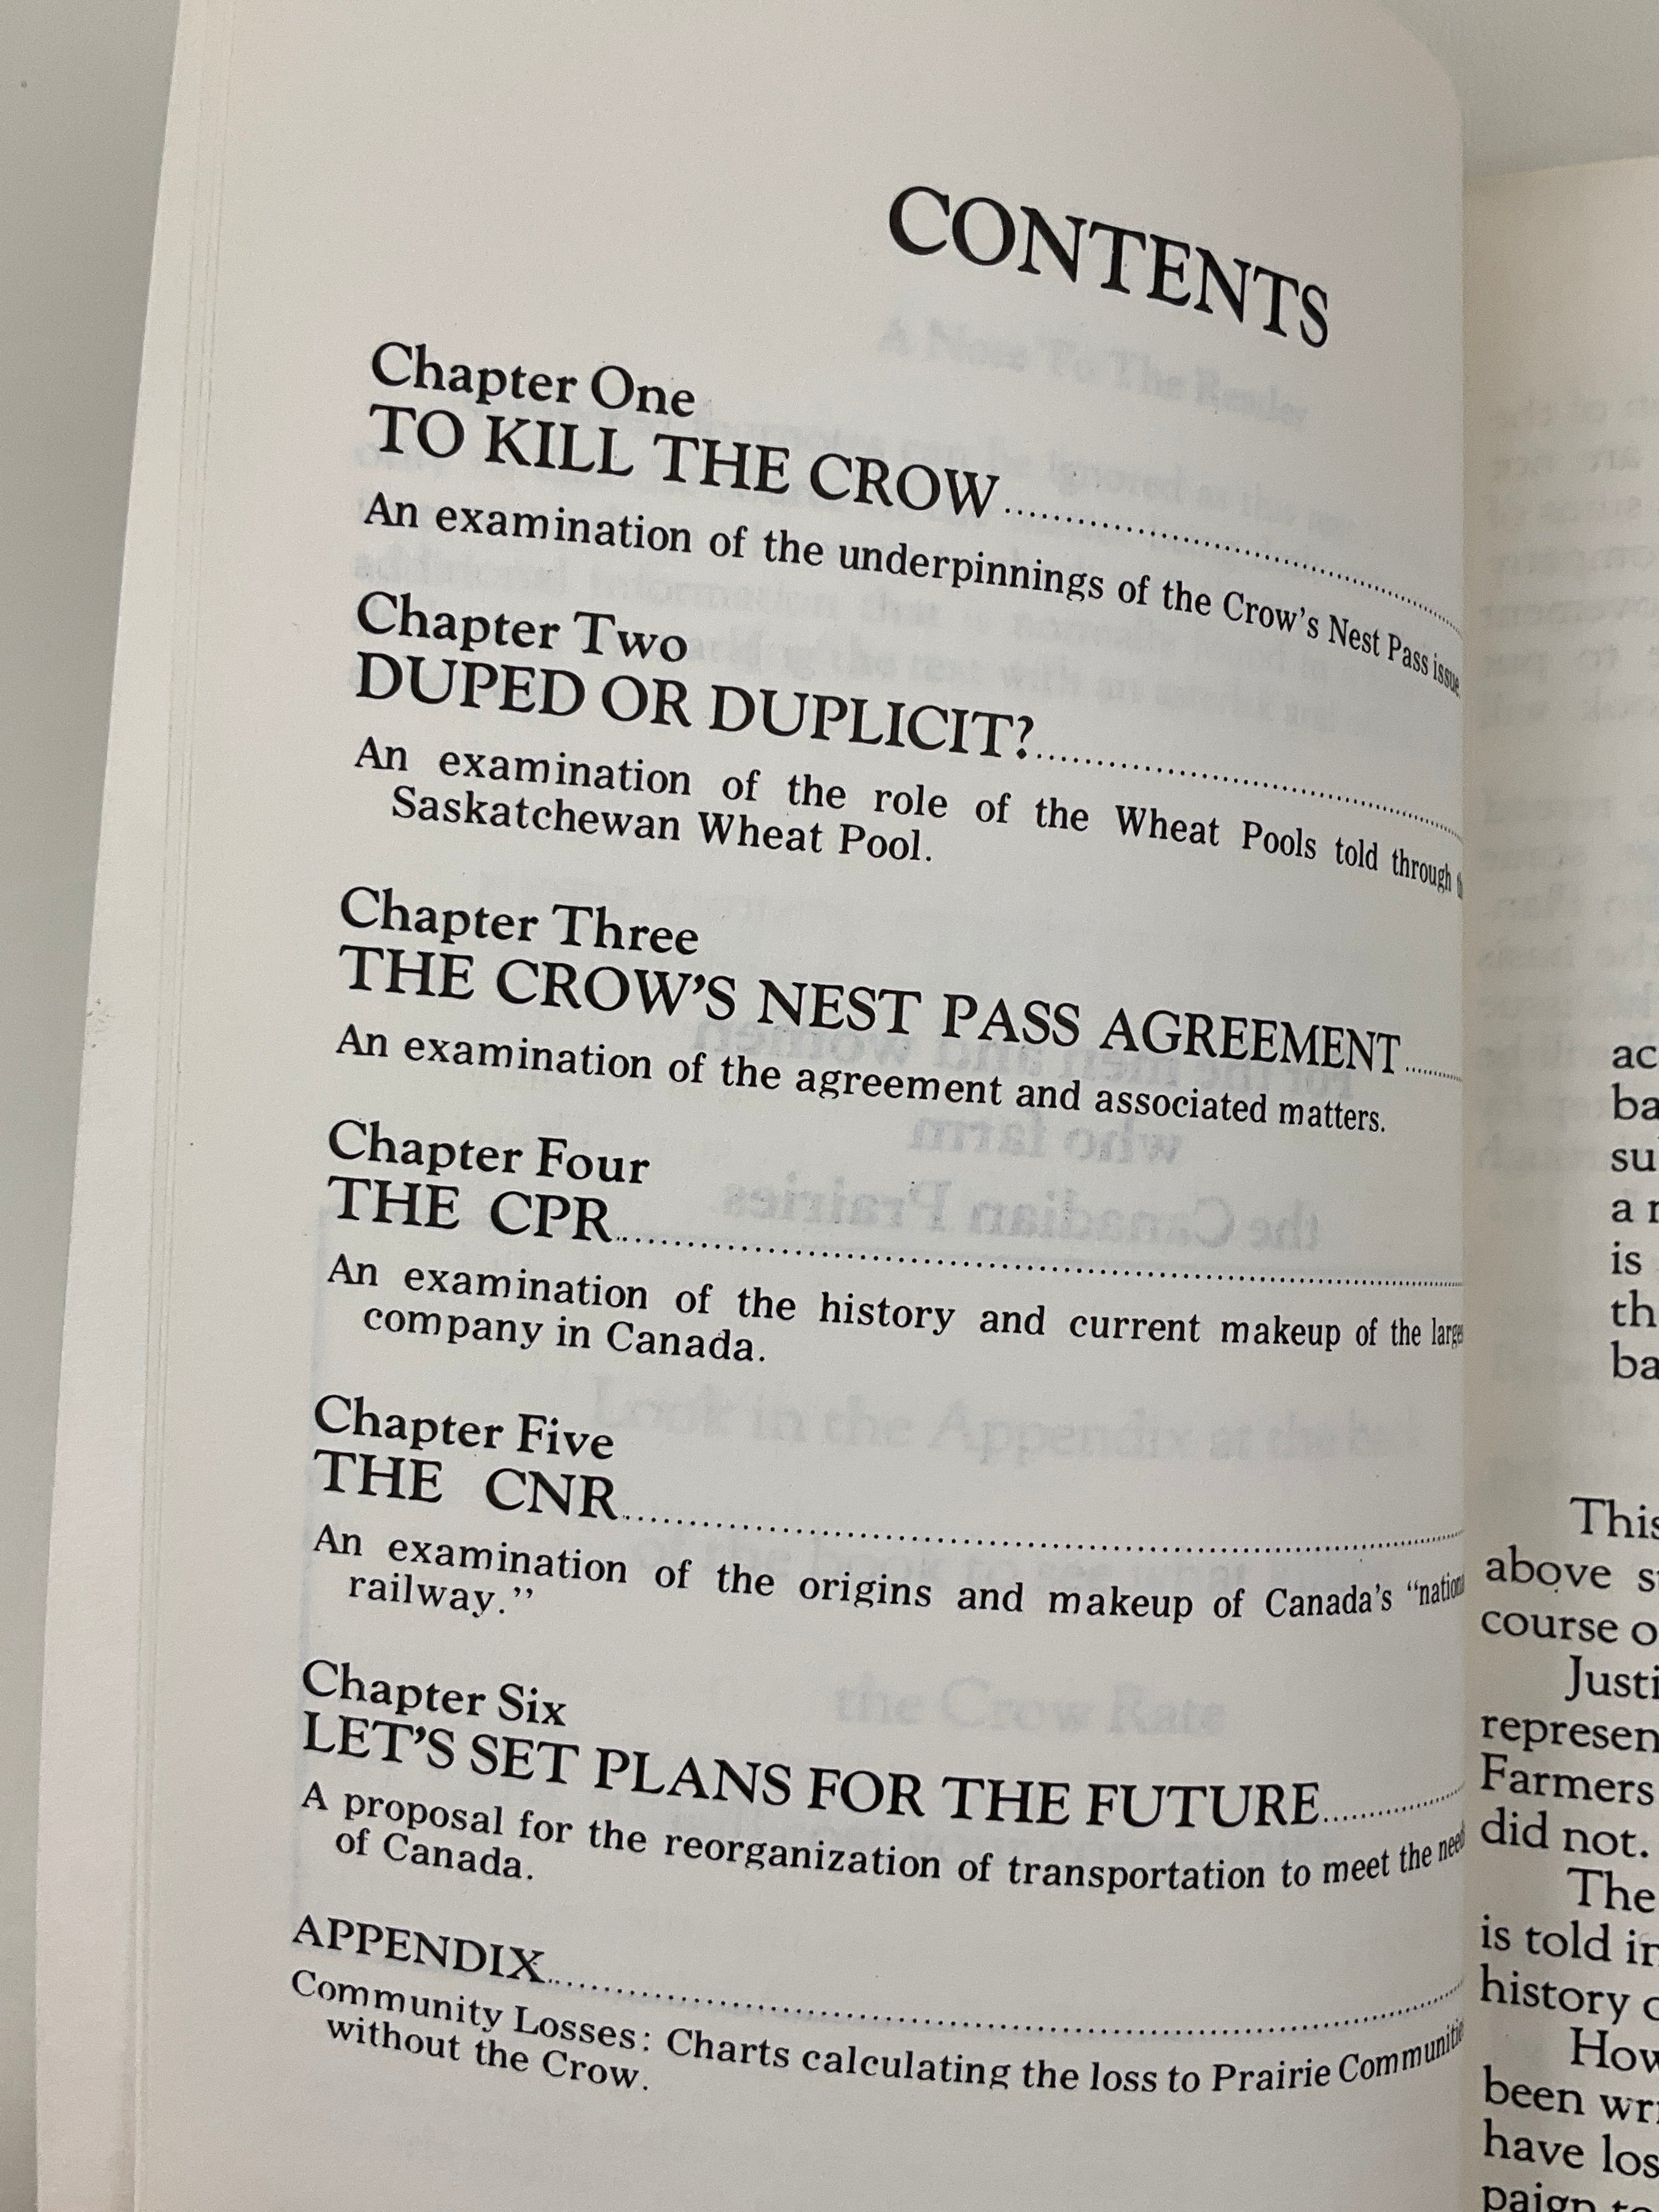 CONTENTS
Chapter One
TO KILL THE CROW
An examination of the underpinnings of the Crow's Nest Pass issue
Chapter Two
DUPED OR DUPLICIT?
An examination of the role of the Wheat Pools told through
Saskatchewan Wheat Pool.
Chapter Three
THE CROW'S NEST PASS AGREEMENT
An examination of the agreement and associated matters.
Chapter Four
THE CPR
An examination of the history and current makeup of the
company in Canada.
Chapter Five
THE CNR
An examination of the origins and makeup of Canada's
railway.”
Chapter Six
LET'S SET PLANS FOR THE FUTURE
A proposal for the reorganization of transportation to meet the
of Canada.
APPENDIX
Community Losses: Charts calculating the loss to Prairie
without the Crow.
ac
ba
su
a
is
th
ba
This
above
course
Justi
represen
Farmers
did not.
The
is told
history
How
been
have